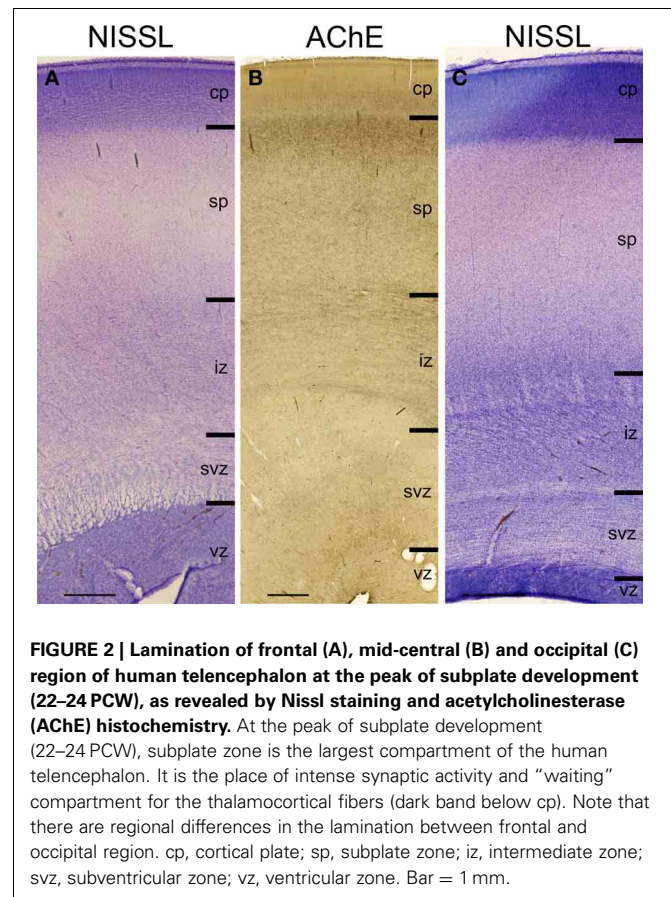 NISSL AChE NISSL
A B C
cp cp cp
sp sp sp
iz iz iz
svz svz svz
vz vz vz
FIGURE 2 | Lamination of frontal (A), mid-central (B) and occipital (C)
region of human telencephalon at the peak of subplate development
(22–24 PCW), as revealed by Nissl staining and acetylcholinesterase
(AChE) histochemistry. At the peak of subplate development
(22–24 PCW), subplate zone is the largest compartment of the human
telencephalon. It is the place of intense synaptic activity and “waiting”
compartment for the thalamocortical fibers (dark band below cp). Note that
there are regional differences in the lamination between frontal and
occipital region. cp, cortical plate; sp, subplate zone; iz, intermediate zone;
svz, subventricular zone; vz, ventricular zone. Bar = 1 mm.